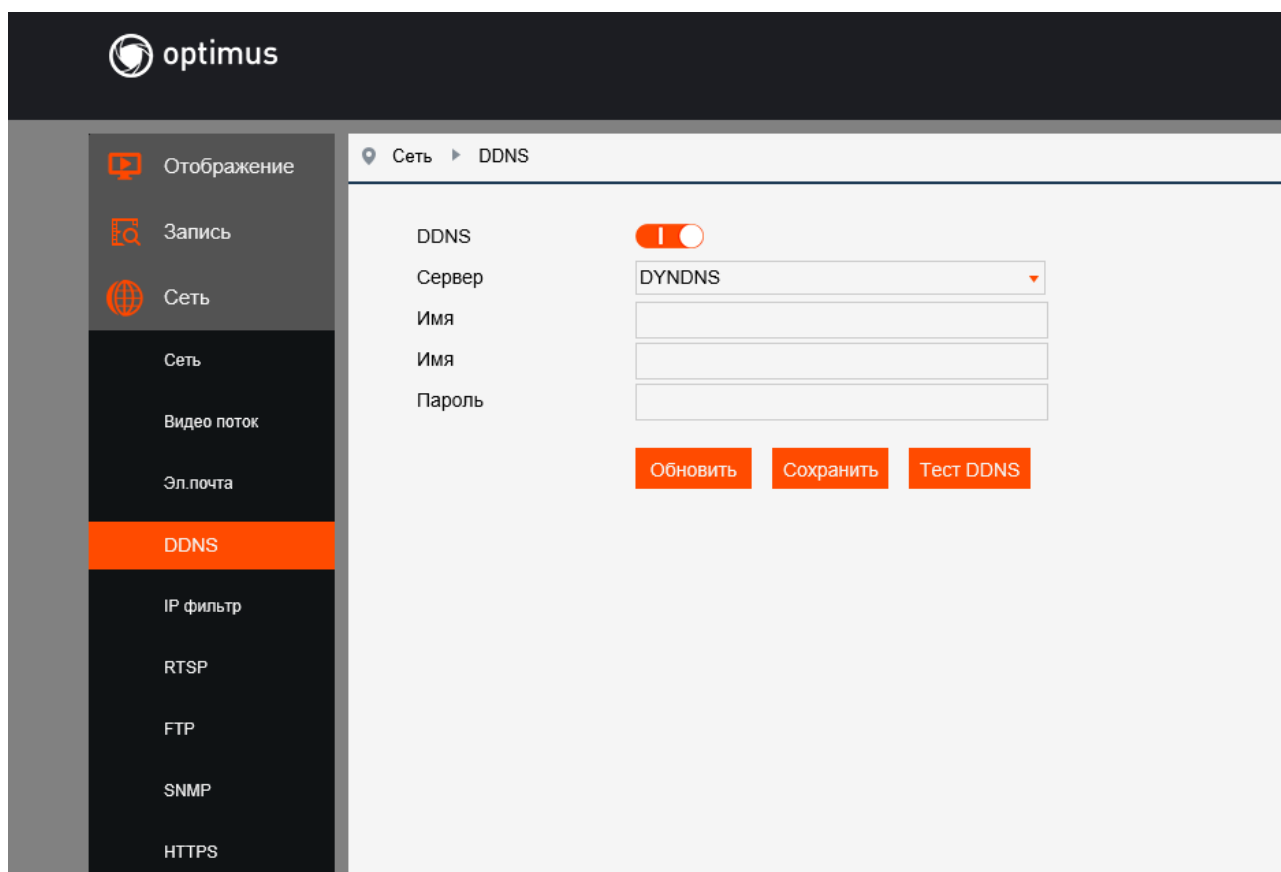 optimus
Отображение
Запись
Сеть
Сеть
Видео поток
Эл.почта
DDNS
IP фильтр
RTSP
FTP
SNMP
HTTPS
Сеть DDNS
DDNS
Сервер DYNDNS
Имя
Имя
Пароль
Обновить Сохранить Тест DDNS